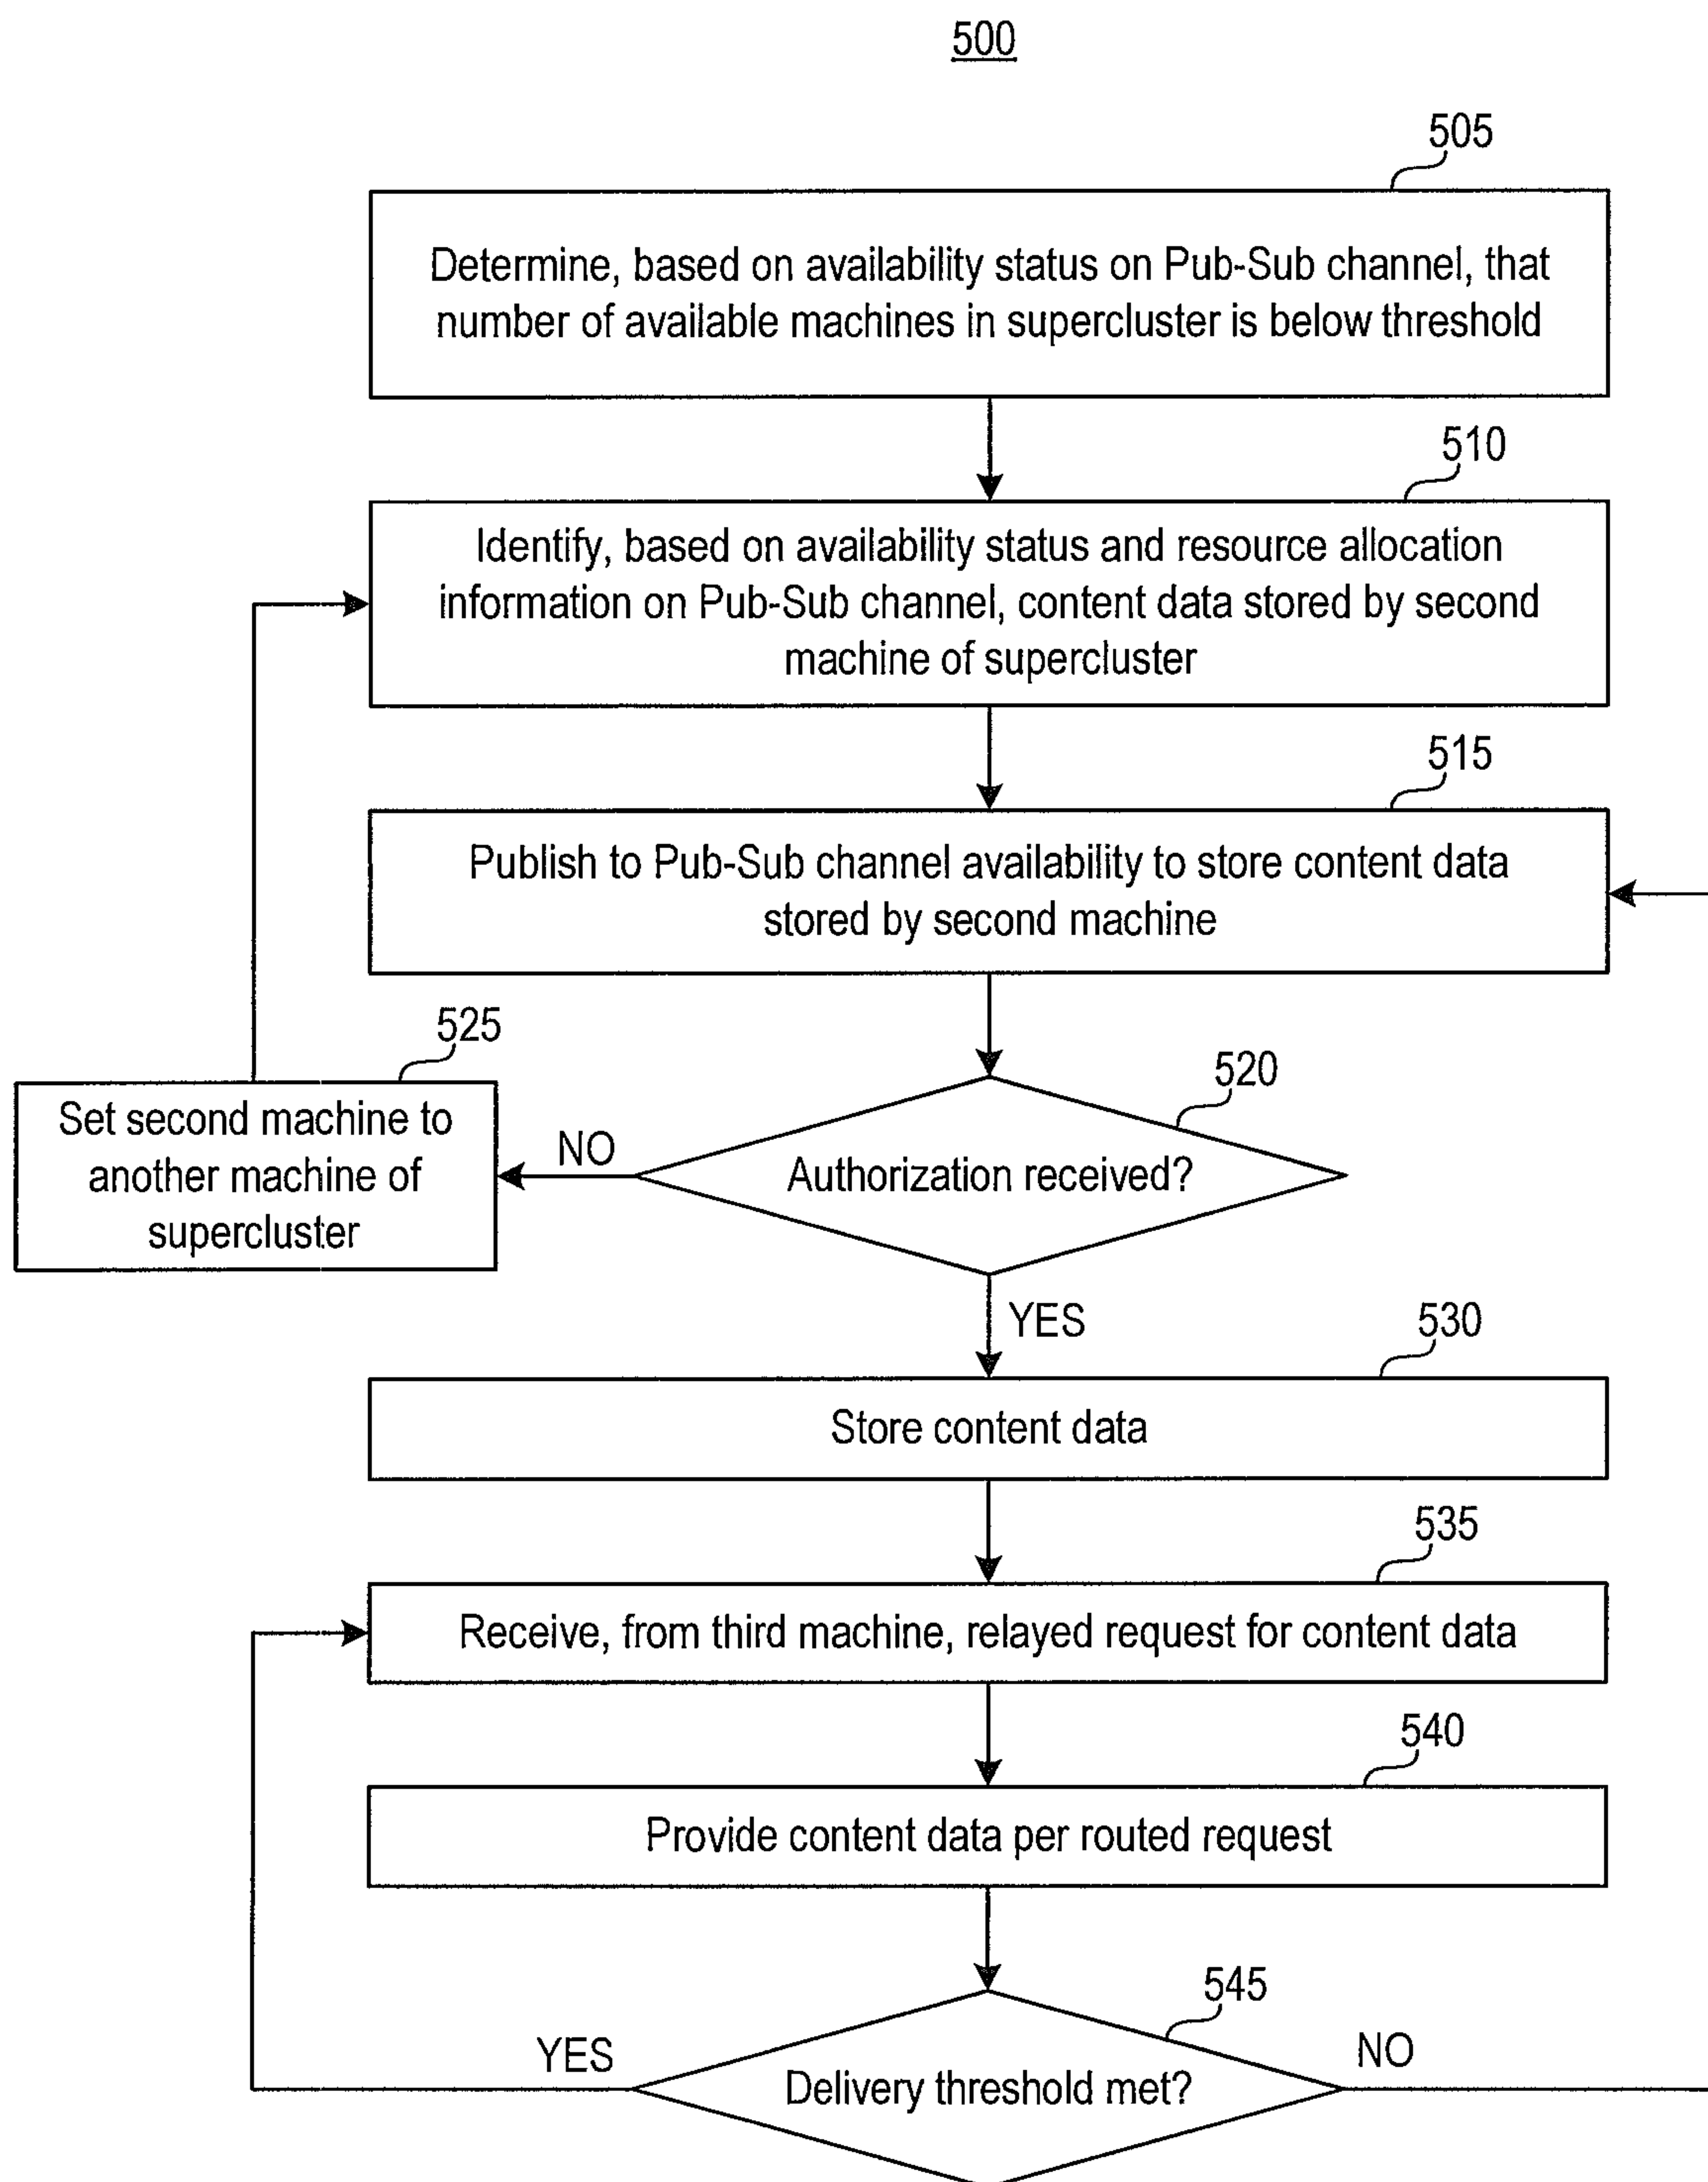 500
505
Determine, based on availability status on Pub-Sub channel, that
number of available machines in supercluster is below threshold
510
Identify, based on availability status and resource allocation
information on Pub-Sub channel, content data stored by second
machine of supercluster
515
Publish to Pub-Sub channel availability to store content data
stored by second machine
520
Authorization received?
NO
525
Set second machine to
another machine of
supercluster
YES
530
Store content data
535
Receive, from third machine, relayed request for content data
540
Provide content data per routed request
545
Delivery threshold met?
YES
NO